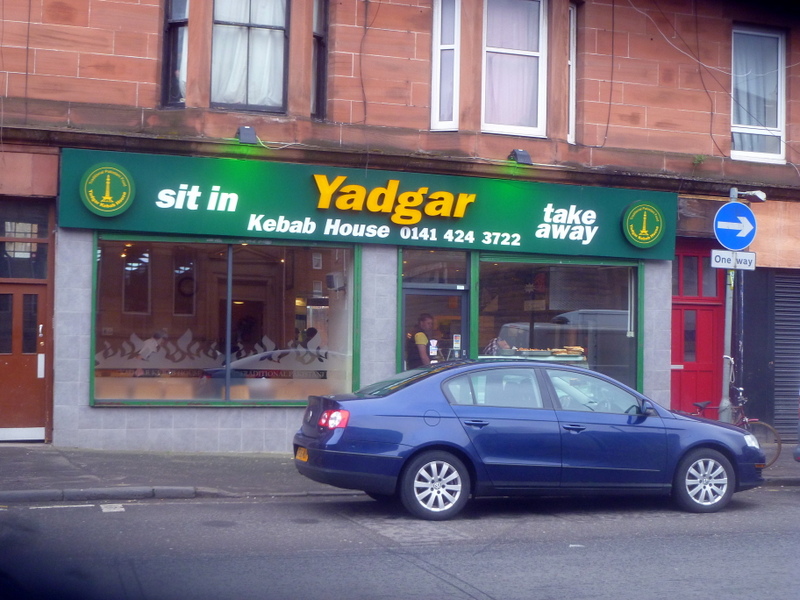 sit in
Yadgar
take
away
Kebab House 0141 424 3722
One way